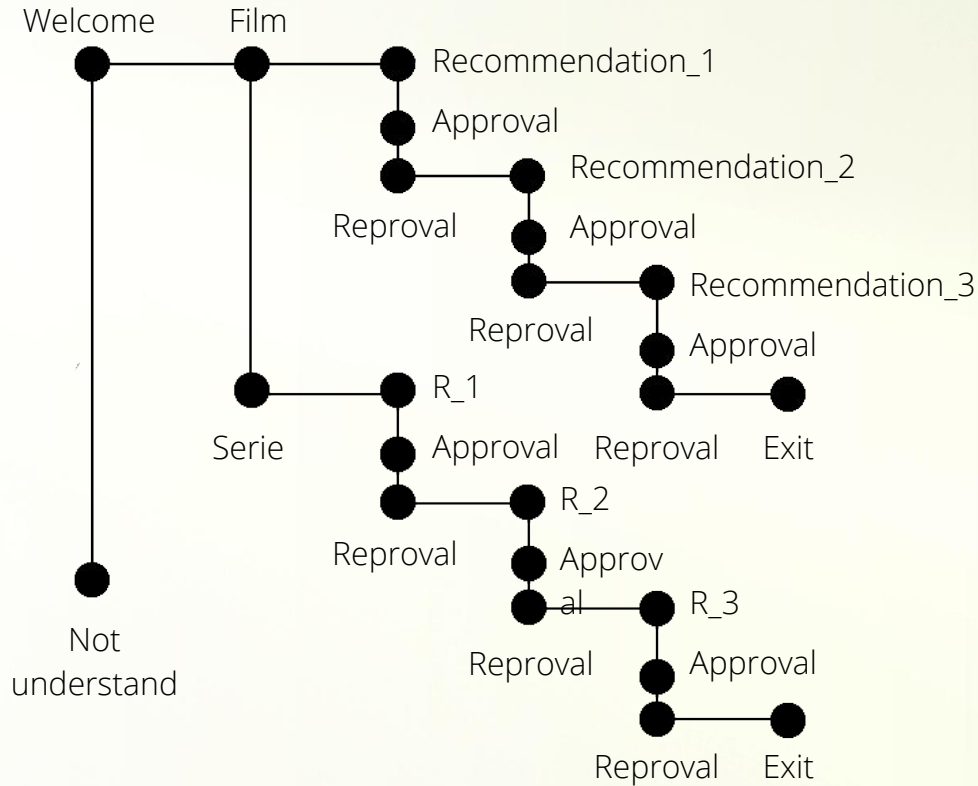 Welcome
Film
Recommendation_1
Approval
Recommendation_2
Reproval
Approval
Recommendation_3
Reproval
Approval
R_1
Serie
Approval
Reproval
Exit
R_2
Reproval
Approv
al
R_3
Not
understand
Reproval
Approval
Reproval
Exit